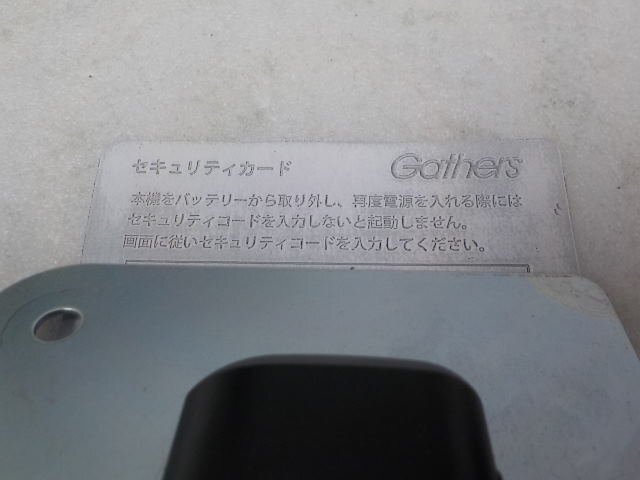 セキュリティカード Gathers
本機をバッテリーから取り外し、再度電源を入れる際には
セキュリティコードを入力しないと起動しません。
画面に従いセキュリティコードを入力してください。